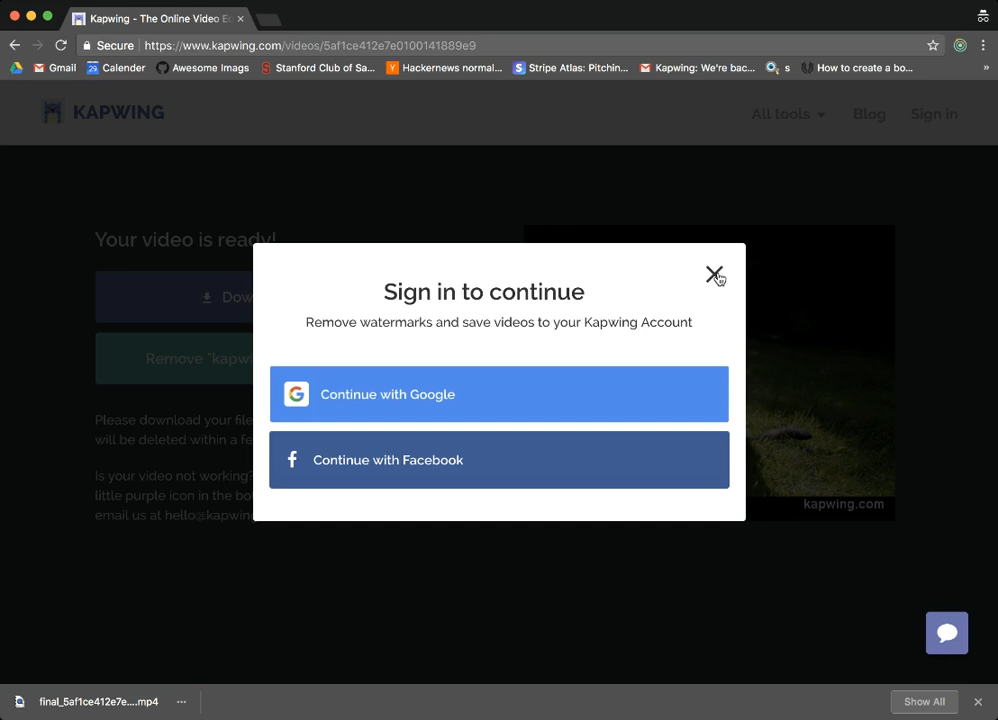 Kapwing - The Online Video Ed
Secure https://www.kapwing.com/videos/5af1ce412e7e0100141889e9
Gmail 29 Calender Awesome Imags S Stanford Club of Sa... Y Hackernews normal... S Stripe Atlas: Pitchin... Kapwing: We're bac... s How to create a bo... »
KAPWING
All tools Blog Sign in
Your video is ready!
Dow
Remove "kapwi
Please download your file
will be deleted within a fe
Is your video not working?
little purple icon in the bo
email us at hello@kapwing
Sign in to continue
Remove watermarks and save videos to your Kapwing Account
G Continue with Google
f Continue with Facebook
kapwing.com
final_5af1ce412e7e....mp4 ...
Show All